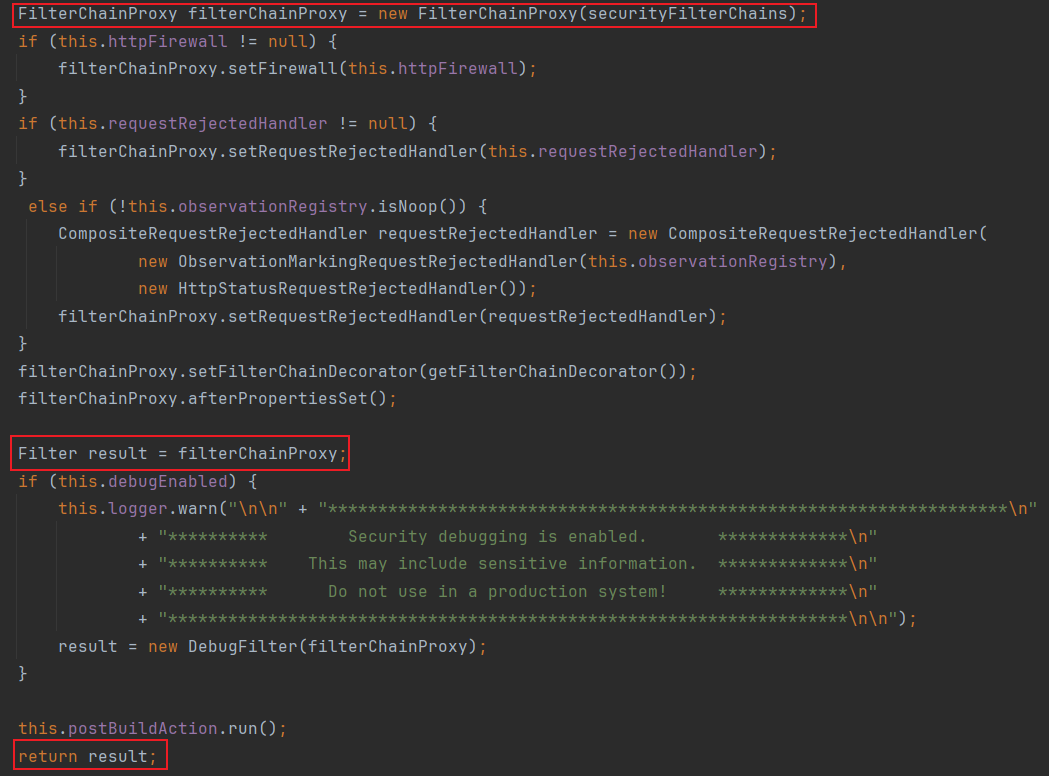 FilterChainProxy filterChainProxy = new FilterChainProxy(securityFilterChains);
if (this.httpFirewall != null) {
    filterChainProxy.setFirewall(this.httpFirewall);
}
if (this.requestRejectedHandler != null) {
    filterChainProxy.setRequestRejectedHandler(this.requestRejectedHandler);
}
 else if (!this.observationRegistry.isNoop()) {
    CompositeRequestRejectedHandler requestRejectedHandler = new CompositeRequestRejectedHandler(
            new ObservationMarkingRequestRejectedHandler(this.observationRegistry),
            new HttpStatusRequestRejectedHandler());
    filterChainProxy.setRequestRejectedHandler(requestRejectedHandler);
}
filterChainProxy.setFilterChainDecorator(getFilterChainDecorator());
filterChainProxy.afterPropertiesSet();

Filter result = filterChainProxy;
if (this.debugEnabled) {
    this.logger.warn("\n\n" + "********************************************************************\n"
            + "**********        Security debugging is enabled.       *************\n"
            + "**********    This may include sensitive information.  *************\n"
            + "**********      Do not use in a production system!     *************\n"
            + "********************************************************************\n\n");
    result = new DebugFilter(filterChainProxy);
}

this.postBuildAction.run();
return result;